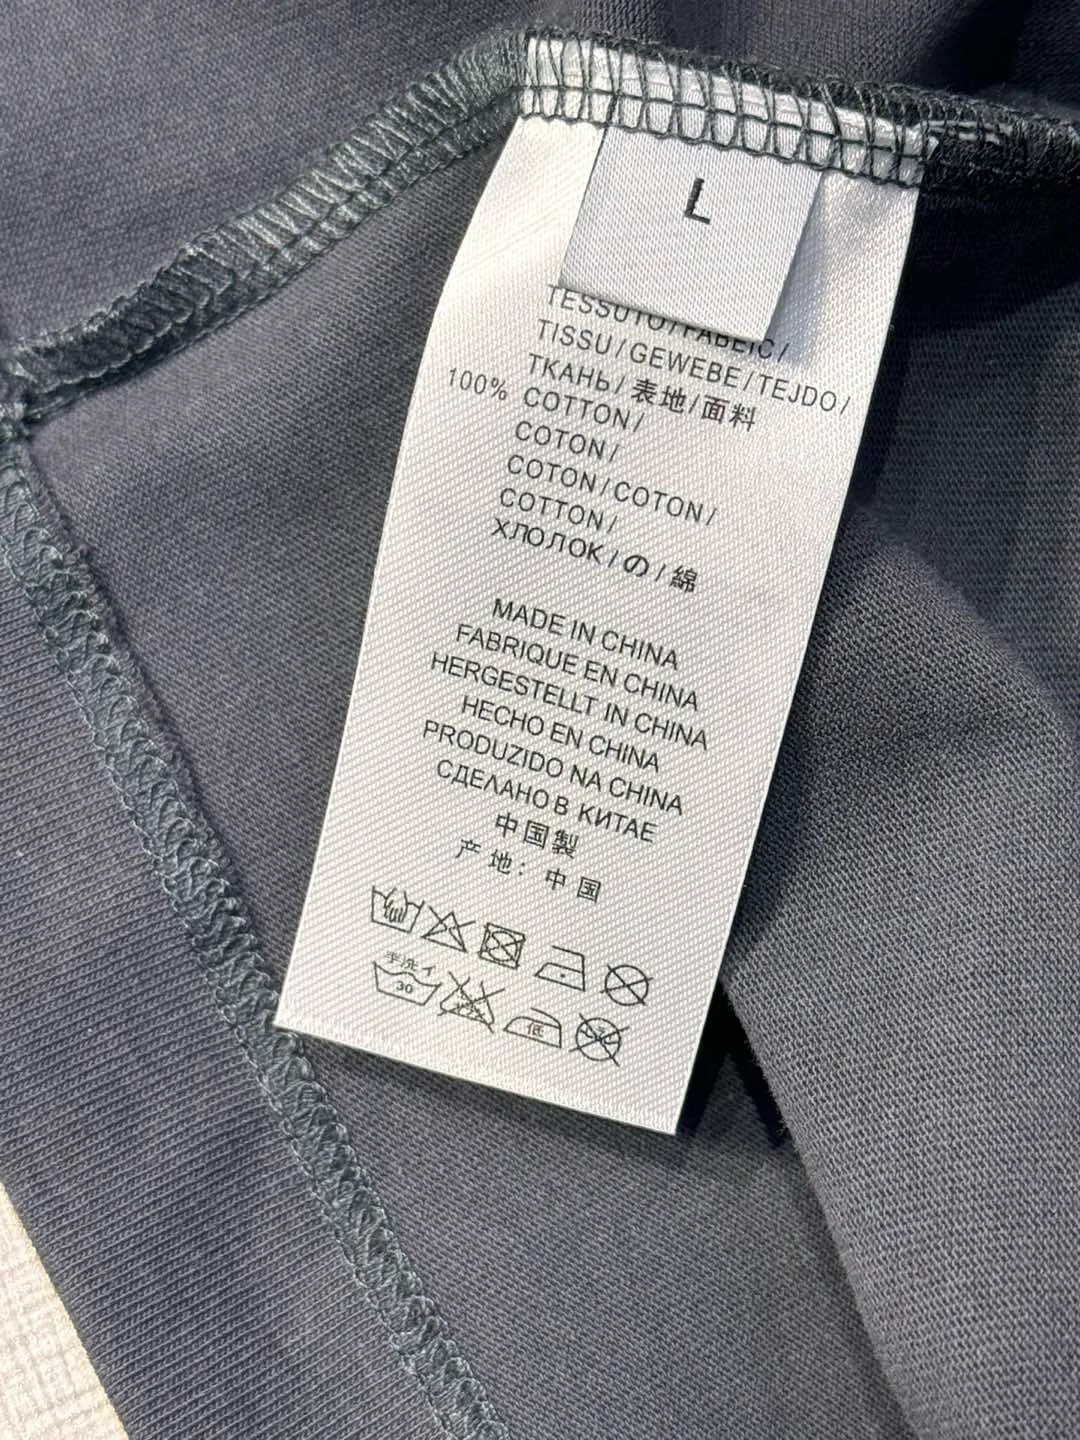 L
TESSUTO/FABEIC/
TISSU/GEWEBE/TEJDO/
ТКАНЬ/表地/面料
100% COTTON/
COTON/
COTON/COTON/
COTTON/
ХЛОЛОК/の/綿
MADE IN CHINA
FABRIQUE EN CHINA
HERGESTELLT IN CHINA
HECHO EN CHINA
PRODUZIDO NA CHINA
СДЕЛАНО В КИТАЕ
中国製
产地：中国
手洗イ
30
低